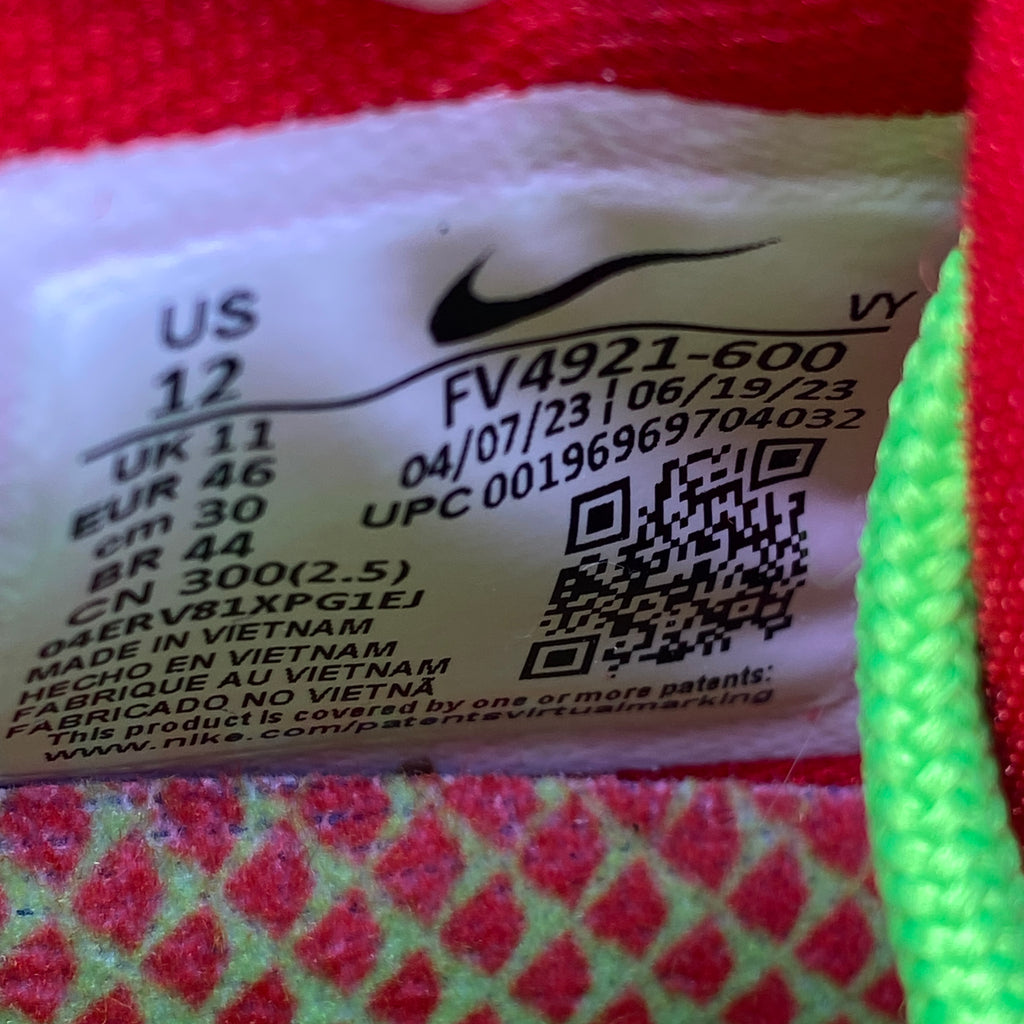 US
12
UK 11
EUR 46
cm 30
BR 44
CN 300(2.5)
04ERV81XPG1EJ
MADE IN VIETNAM
HECHO EN VIETNAM
FABRIQUE AU VIETNAM
FABRICADO NO VIETNÃ
This product is covered by one or more patents:
www.nike.com/patentsvirtualmarking
VY
FV4921-600
04/07/23 | 06/19/23
UPC 00196969704032